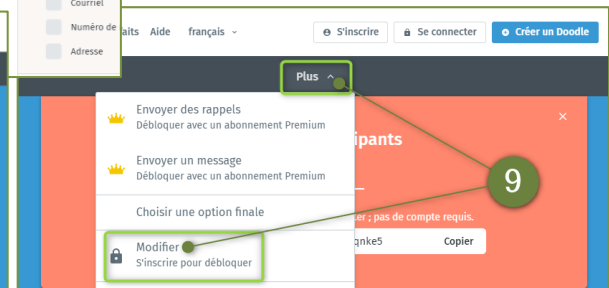 Courriel
Numéro de
Adresse
aits Aide français
S'inscrire
Se connecter
Créer un Doodle
Plus
Envoyer des rappels
Débloquer avec un abonnement Premium
Envoyer un message
Débloquer avec un abonnement Premium
Choisir une option finale
Modifier
S'inscrire pour débloquer
ipants
ter ; pas de compte requis.
qnke5
Copier
9